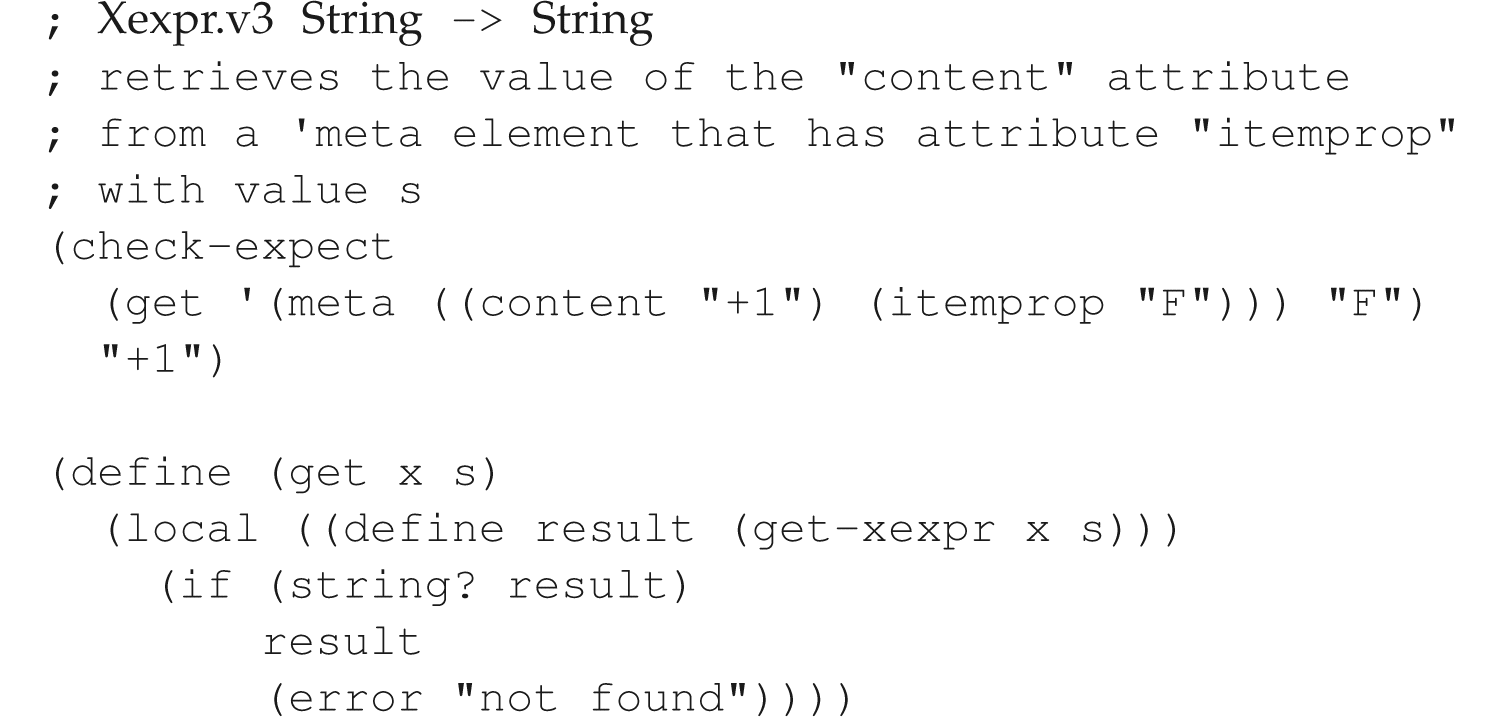 ; Xexpr.v3 String -> String
; retrieves the value of the "content" attribute
; from a 'meta element that has attribute "itemprop"
; with value s
(check-expect
  (get '(meta ((content "+1") (itemprop "F"))) "F")
  "+1")

(define (get x s)
  (local ((define result (get-xexpr x s)))
    (if (string? result)
        result
        (error "not found"))))